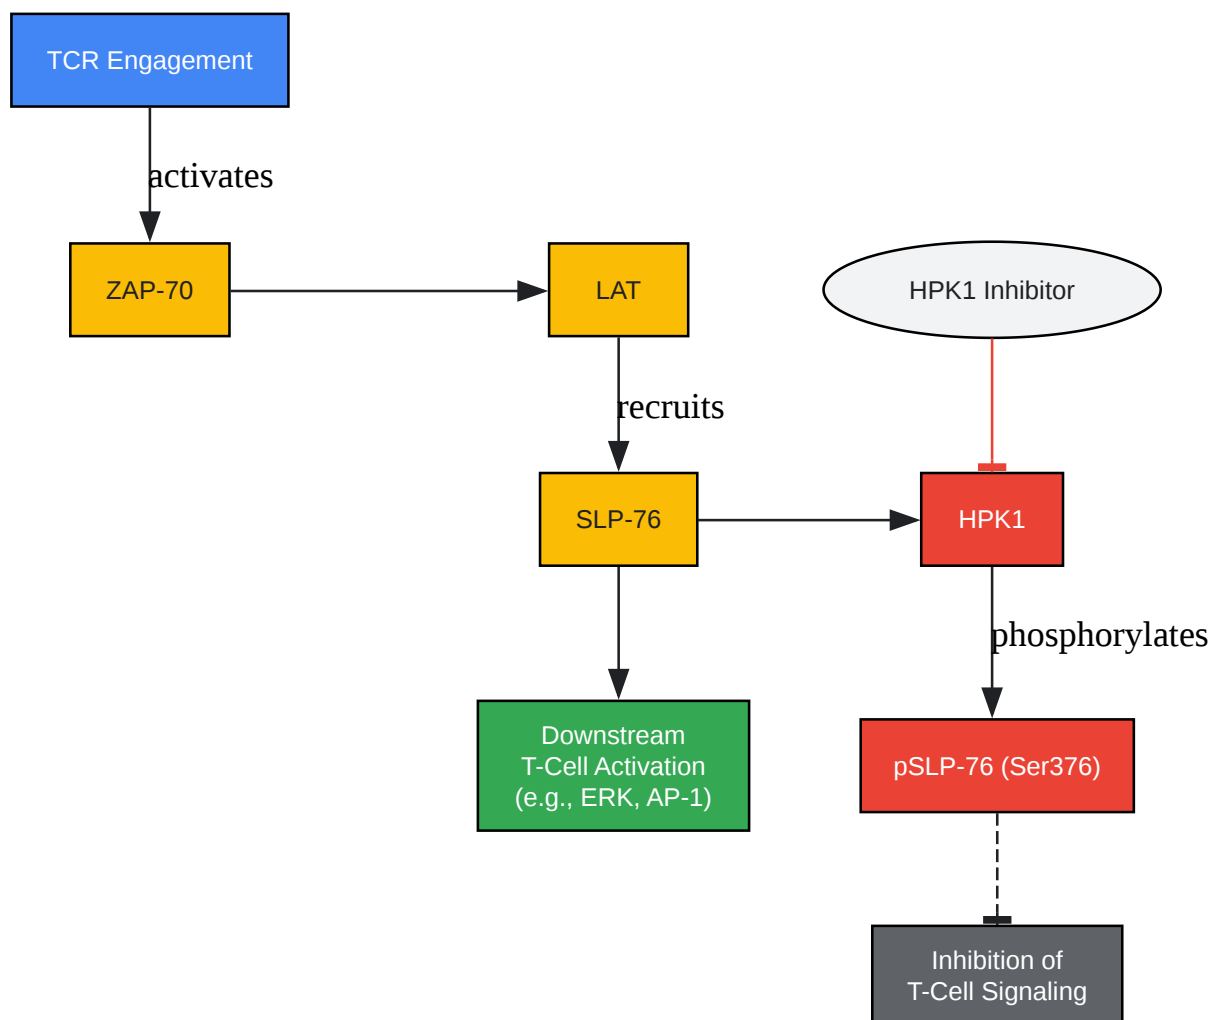 TCR Engagement
activates
ZAP-70
LAT
HPK1 Inhibitor
recruits
SLP-76
HPK1
phosphorylates
Downstream
T-Cell Activation
(e.g., ERK, AP-1)
pSLP-76 (Ser376)
Inhibition of
T-Cell Signaling